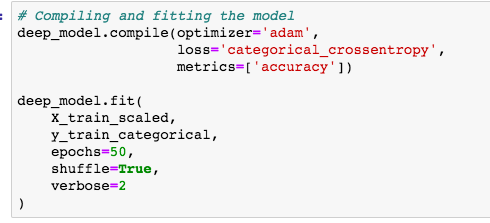 # Compiling and fitting the model
deep_model.compile(optimizer='adam',
                   loss='categorical_crossentropy',
                   metrics=['accuracy'])

deep_model.fit(
    X_train_scaled,
    y_train_categorical,
    epochs=50,
    shuffle=True,
    verbose=2
)